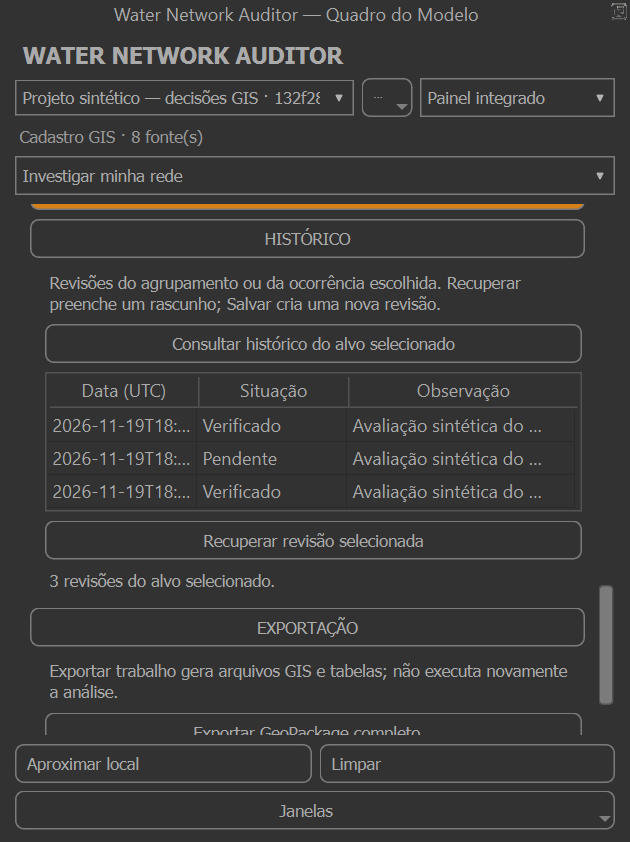 Water Network Auditor — Quadro do Modelo
WATER NETWORK AUDITOR
Projeto sintético — decisões GIS · 132f28
...
Painel integrado
Cadastro GIS · 8 fonte(s)
Investigar minha rede
HISTÓRICO
Revisões do agrupamento ou da ocorrência escolhida. Recuperar
preenche um rascunho; Salvar cria uma nova revisão.
Consultar histórico do alvo selecionado
Data (UTC) Situação Observação
2026-11-19T18:... Verificado Avaliação sintética do ...
2026-11-19T18:... Pendente Avaliação sintética do ...
2026-11-19T18:... Verificado Avaliação sintética do ...
Recuperar revisão selecionada
3 revisões do alvo selecionado.
EXPORTAÇÃO
Exportar trabalho gera arquivos GIS e tabelas; não executa novamente
a análise.
Exportar GeoPackage completo
Aproximar local
Limpar
Janelas